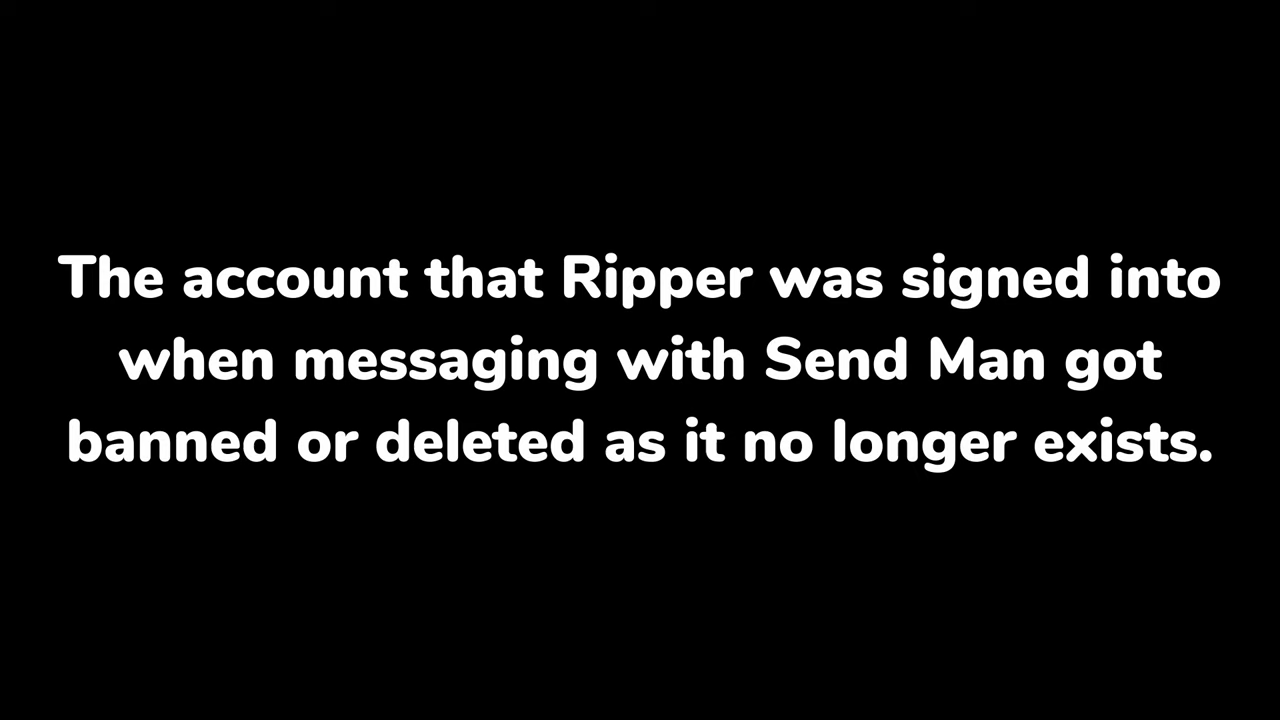 The account that Ripper was signed into
when messaging with Send Man got
banned or deleted as it no longer exists.